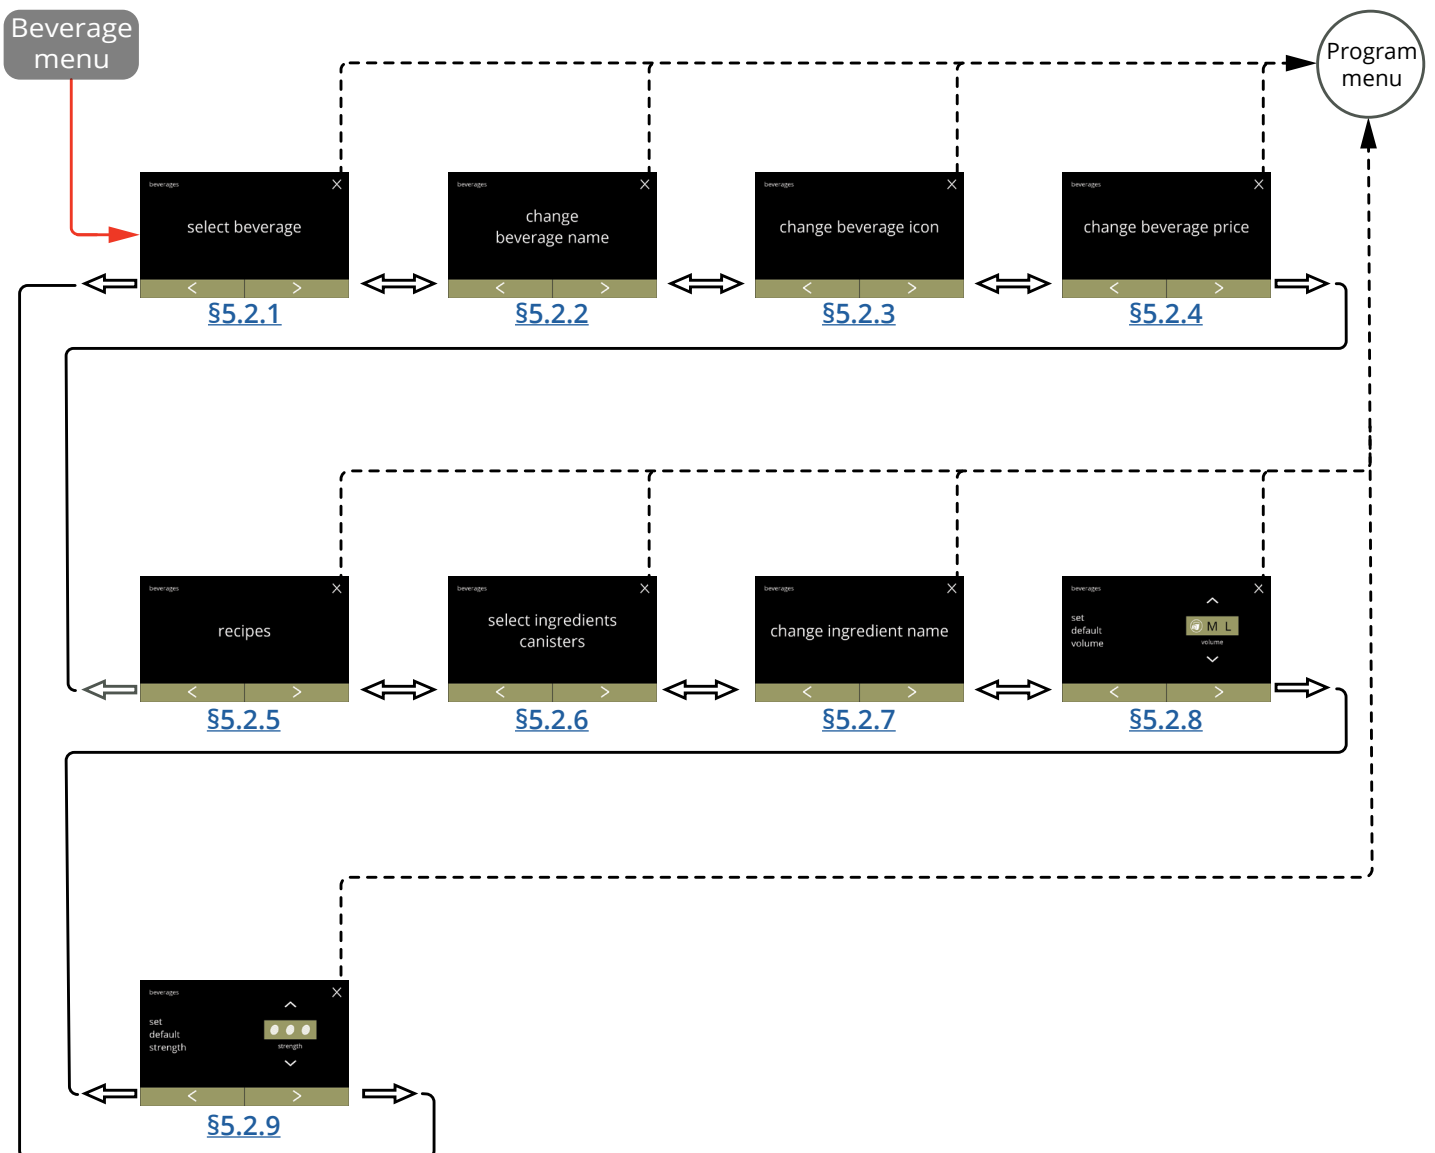 Beverage
menu
Program
menu
beverages
X
select beverage
< >
§5.2.1
beverages
X
change
beverage name
< >
§5.2.2
beverages
X
change beverage icon
< >
§5.2.3
beverages
X
change beverage price
< >
§5.2.4
beverages
X
recipes
< >
§5.2.5
beverages
X
select ingredients
canisters
< >
§5.2.6
beverages
X
change ingredient name
< >
§5.2.7
beverages
X
set
default
volume
M L
volume
< >
§5.2.8
beverages
X
set
default
strength
strength
< >
§5.2.9